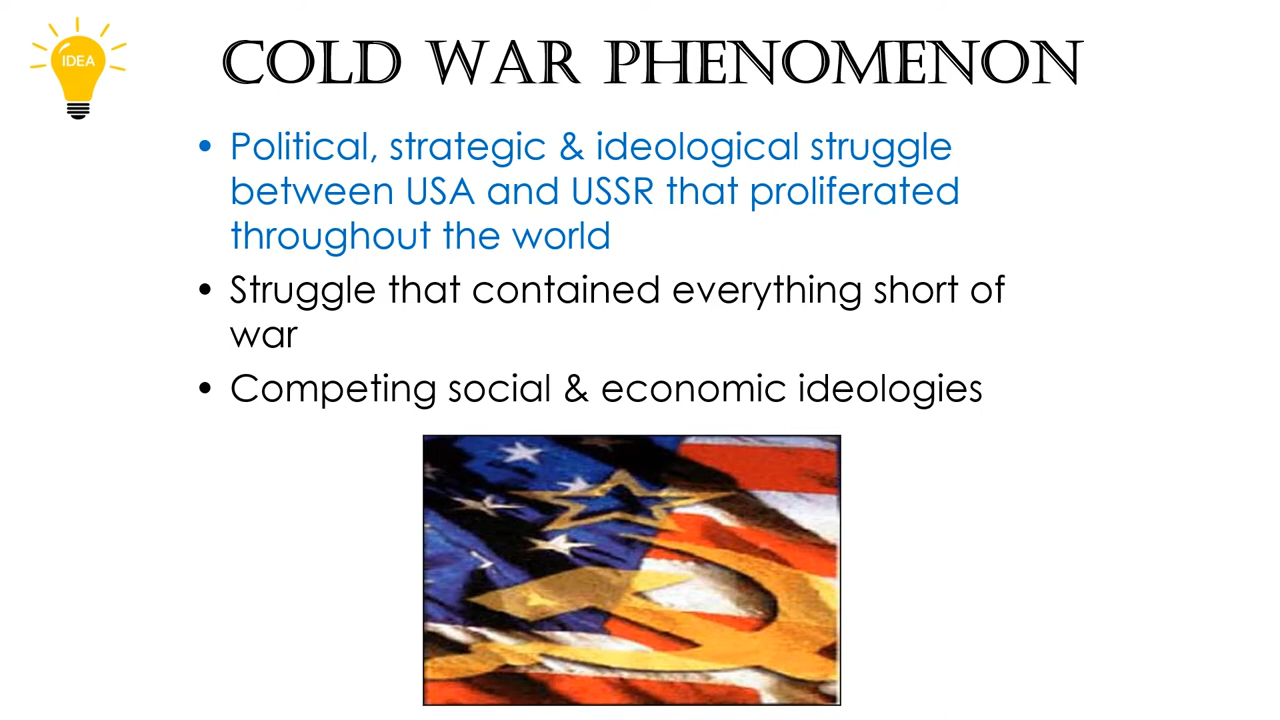 IDEA
COLD WAR PHENOMENON
• Political, strategic & ideological struggle
between USA and USSR that proliferated
throughout the world
• Struggle that contained everything short of
war
• Competing social & economic ideologies